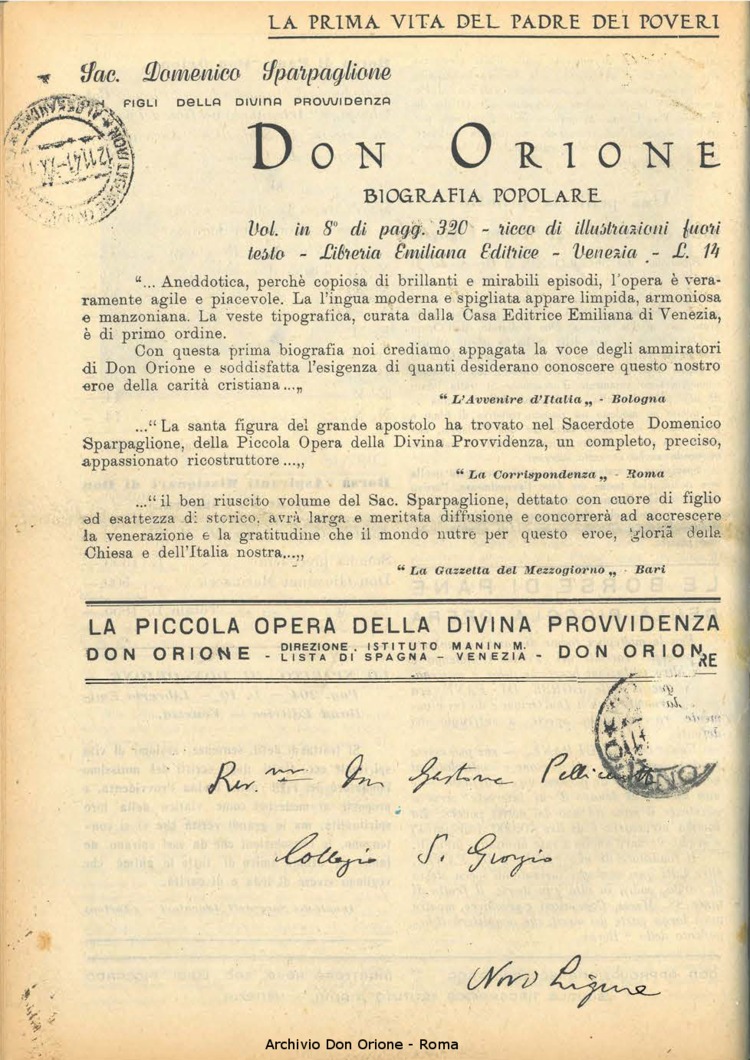 LA PRIMA VITA DEL PADRE DEI POVERI
Sac. Domenico Sparpaglione
FIGLI DELLA DIVINA PROVVIDENZA
DON ORIONE
BIOGRAFIA POPOLARE
Vol. in 8º di pagg. 320 - ricco di illustrazioni fuori
testo - Libreria Emiliana Editrice - Venezia - L. 14
"... Aneddotica, perchè copiosa di brillanti e mirabili episodi, l'opera è vera-
ramente agile e piacevole. La l'ingua moderna e spigliata appare limpida, armoniosa
e manzoniana. La veste tipografica, curata dalla Casa Editrice Emiliana di Venezia,
è di primo ordine.
Con questa prima biografia noi crediamo appagata la voce degli ammiratori
di Don Orione e soddisfatta l'esigenza di quanti desiderano conoscere questo nostro
eroe della carità cristiana...„
"L'Avvenire d'Italia„ - Bologna
..."La santa figura del grande apostolo ha trovato nel Sacerdote Domenico
Sparpaglione, della Piccola Opera della Divina Provvidenza, un completo, preciso,
appassionato ricostruttore...„
"La Corrispondenza„ - Roma
..."il ben riuscito volume del Sac. Sparpaglione, dettato con cuore di figlio
ed esattezza di storico, avrà larga e meritata diffusione e concorrerà ad accrescere
la venerazione e la gratitudine che il mondo nutre per questo eroe, gloria della
Chiesa e dell'Italia nostra...„
"La Gazzetta del Mezzogiorno„ - Bari
LA PICCOLA OPERA DELLA DIVINA PROVVIDENZA
DON ORIONE - DIREZIONE. ISTITUTO MANIN M. LISTA DI SPAGNA - VENEZIA - DON ORIONE
RE
Rev.mo Don Gastone
Collegio S. Giorgio
Novi Ligure
Archivio Don Orione - Roma